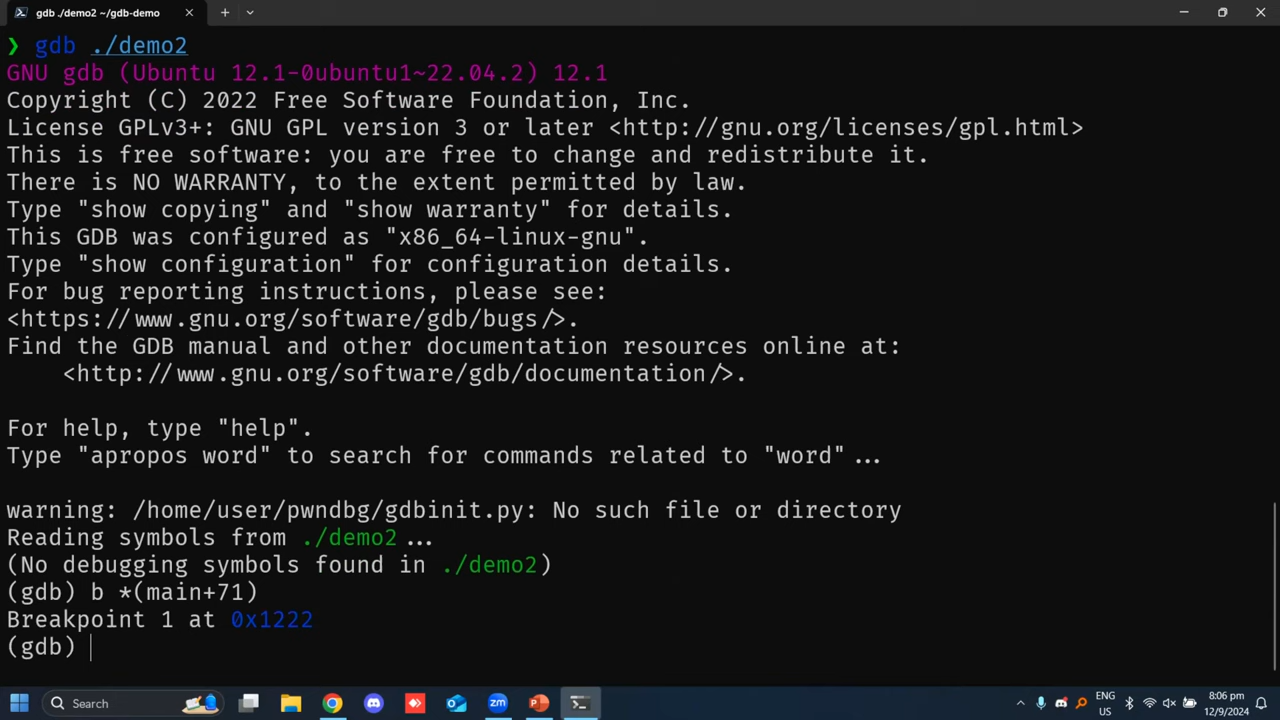 gdb ./demo2 ~/gdb-demo
❯ gdb ./demo2
GNU gdb (Ubuntu 12.1-0ubuntu1~22.04.2) 12.1
Copyright (C) 2022 Free Software Foundation, Inc.
License GPLv3+: GNU GPL version 3 or later <http://gnu.org/licenses/gpl.html>
This is free software: you are free to change and redistribute it.
There is NO WARRANTY, to the extent permitted by law.
Type "show copying" and "show warranty" for details.
This GDB was configured as "x86_64-linux-gnu".
Type "show configuration" for configuration details.
For bug reporting instructions, please see:
<https://www.gnu.org/software/gdb/bugs/>.
Find the GDB manual and other documentation resources online at:
    <http://www.gnu.org/software/gdb/documentation/>.
For help, type "help".
Type "apropos word" to search for commands related to "word"...
warning: /home/user/pwndbg/gdbinit.py: No such file or directory
Reading symbols from ./demo2...
(No debugging symbols found in ./demo2)
(gdb) b *(main+71)
Breakpoint 1 at 0x1222
(gdb)
Search
zm
ENG
US
8:06 pm
12/9/2024